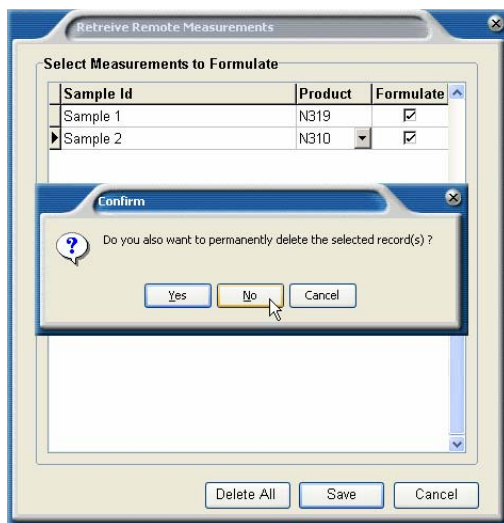 Retreive Remote Measurements
Select Measurements to Formulate
Sample Id Product Formulate
Sample 1 N319
Sample 2 N310
Confirm
Do you also want to permanently delete the selected record(s) ?
Yes No Cancel
Delete All Save Cancel